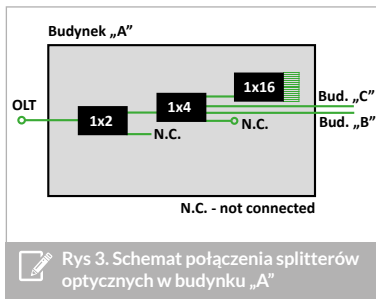 Budynek „A”
OLT
1x2
1x4
1x16
N.C.
N.C.
Bud. „C”
Bud. „B”
N.C. - not connected
Rys 3. Schemat połączenia splitterów
optycznych w budynku „A”